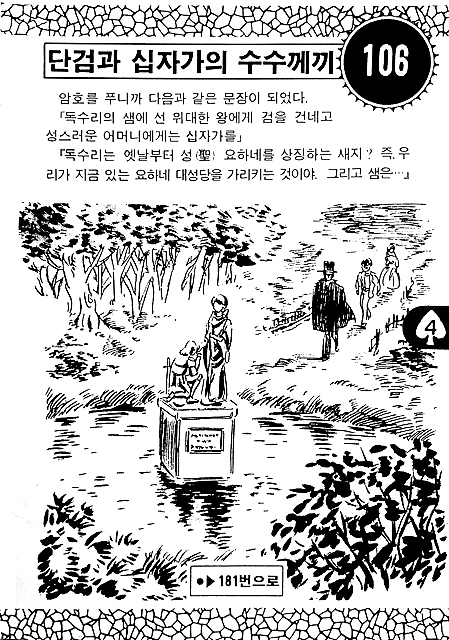 단검과 십자가의 수수께끼
106
암호를 푸니까 다음과 같은 문장이 되었다.
『독수리의 샘에 선 위대한 왕에게 검을 건네고
성스러운 어머니에게는 십자가를』
『독수리는 옛날부터 성(聖) 요하네를 상징하는 새지? 즉, 우
리가 지금 있는 요하네 대성당을 가리키는 것이야. 그리고 샘은…』
4
●▶181번으로